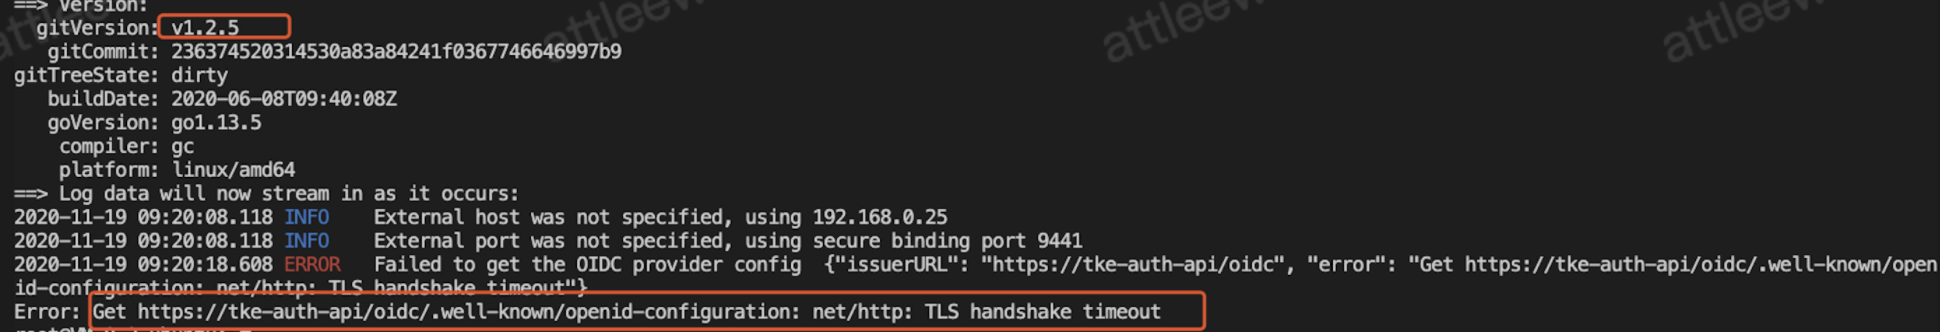 ==> Version:
gitVersion: v1.2.5
gitCommit: 236374520314530a83a84241f0367746646997b9
gitTreeState: dirty
buildDate: 2020-06-08T09:40:08Z
goVersion: go1.13.5
compiler: gc
platform: linux/amd64
==> Log data will now stream in as it occurs:
2020-11-19 09:20:08.118 INFO External host was not specified, using 192.168.0.25
2020-11-19 09:20:08.118 INFO External port was not specified, using secure binding port 9441
2020-11-19 09:20:18.608 ERROR Failed to get the OIDC provider config {"issuerURL": "https://tke-auth-api/oidc", "error": "Get https://tke-auth-api/oidc/.well-known/open
id-configuration: net/http: TLS handshake timeout"}
Error: Get https://tke-auth-api/oidc/.well-known/openid-configuration: net/http: TLS handshake timeout